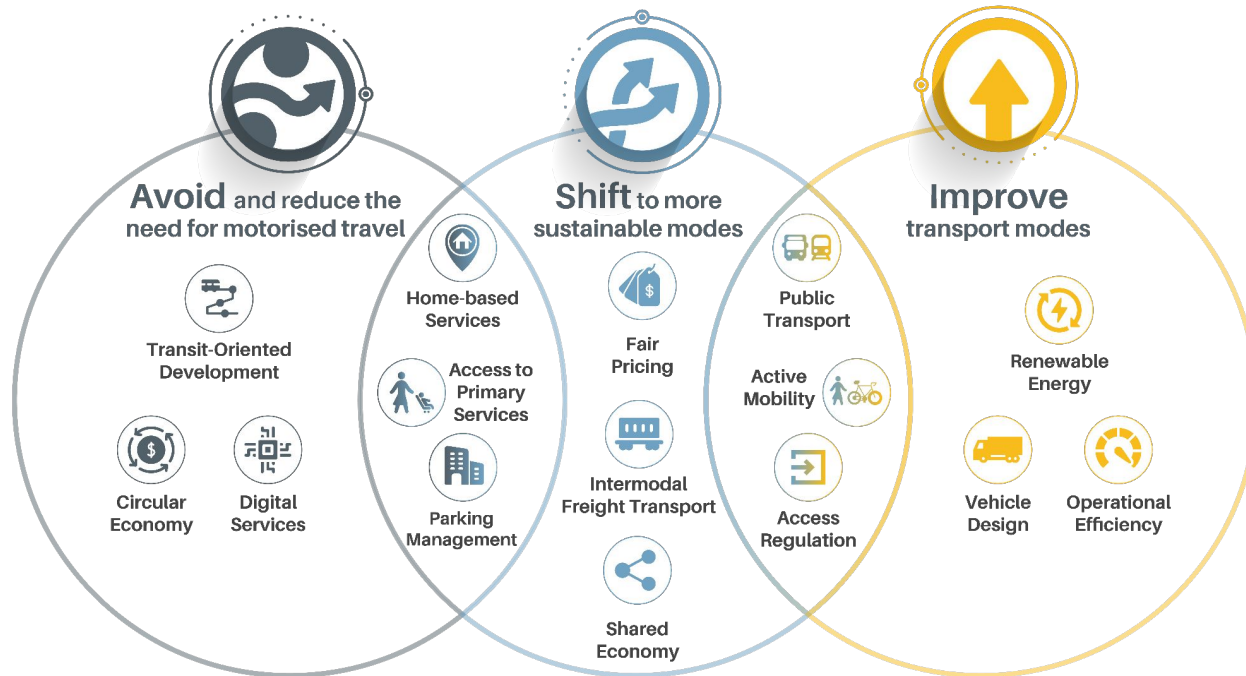 Avoid and reduce the
need for motorised travel
Transit-Oriented
Development
Circular
Economy
Digital
Services
Home-based
Services
Access to
Primary
Services
Parking
Management
Shift to more
sustainable modes
$
Fair
Pricing
Intermodal
Freight Transport
Shared
Economy
Public
Transport
Active
Mobility
Access
Regulation
Improve
transport modes
Renewable
Energy
Vehicle
Design
Operational
Efficiency
$